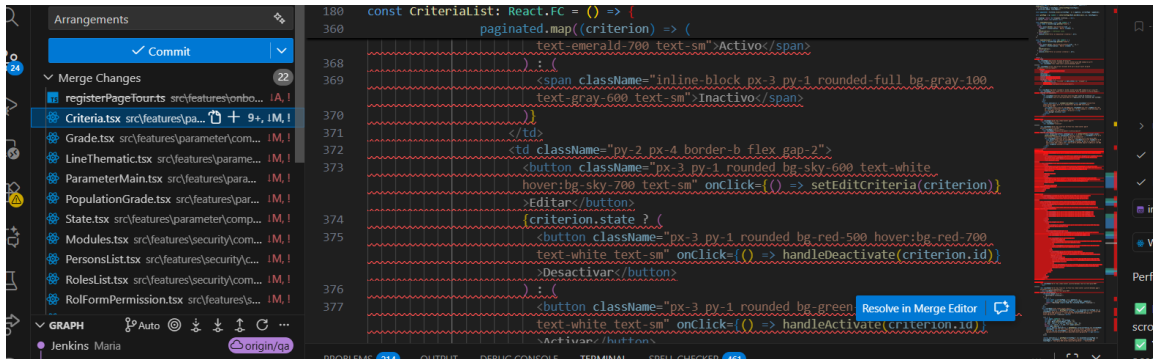 Arrangements
Commit
Merge Changes 22
registerPageTour.ts src\features\onbo... !A, !
Criteria.tsx src\features\pa... 9+, !M, !
Grade.tsx src\features\parameter\com... !M, !
LineThematic.tsx src\features\parame... !M, !
ParameterMain.tsx src\features\para... !M, !
PopulationGrade.tsx src\features\par... !M, !
State.tsx src\features\parameter\comp... !M, !
Modules.tsx src\features\security\com... !M, !
PersonsList.tsx src\features\security\c... !M, !
RolesList.tsx src\features\security\com... !M, !
RolFormPermission.tsx src\features\s... !M, !
GRAPH Auto
Jenkins Maria origin/qa
24
180 const CriteriaList: React.FC = () => {
360 paginated.map((criterion) => (
text-emerald-700 text-sm">Activo</span>
368 ) : (
369 <span className="inline-block px-3 py-1 rounded-full bg-gray-100
text-gray-600 text-sm">Inactivo</span>
370 )}
371 </td>
372 <td className="py-2 px-4 border-b flex gap-2">
373 <button className="px-3 py-1 rounded bg-sky-600 text-white
hover:bg-sky-700 text-sm" onClick={() => setEditCriteria(criterion)}
>Editar</button>
374 {criterion.state ? (
375 <button className="px-3 py-1 rounded bg-red-500 hover:bg-red-700
text-white text-sm" onClick={() => handleDeactivate(criterion.id)}
>Desactivar</button>
376 ) : (
377 <button className="px-3 py-1 rounded bg-green-
text-white text-sm" onClick={() => handleActivate(criterion.id)}
>Activar</button>
Resolve in Merge Editor
PROBLEMS 214 OUTPUT DEBUG CONSOLE TERMINAL SPELL CHECKER 461
Perf
scro